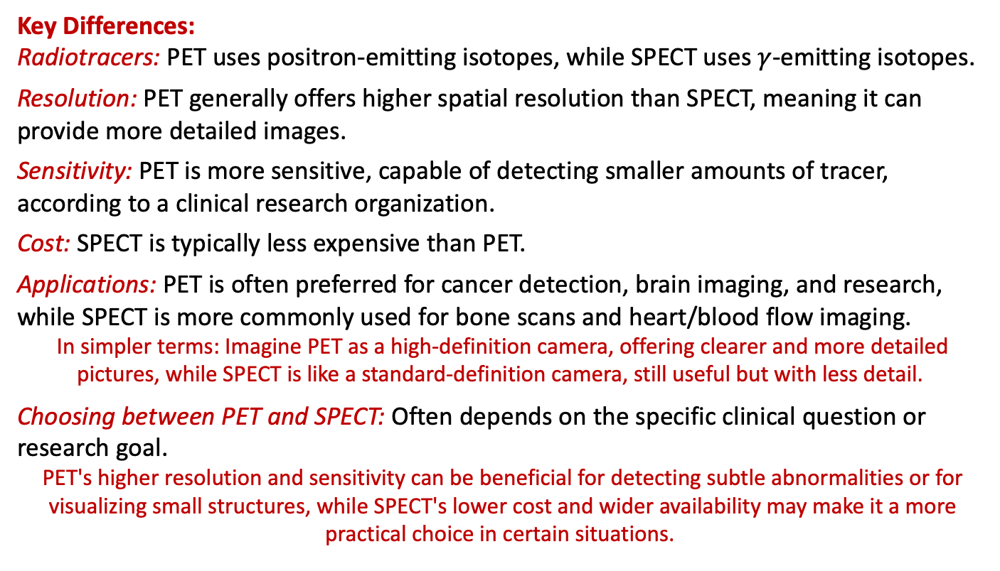 Key Differences:
Radiotracers: PET uses positron-emitting isotopes, while SPECT uses γ-emitting isotopes.
Resolution: PET generally offers higher spatial resolution than SPECT, meaning it can
provide more detailed images.
Sensitivity: PET is more sensitive, capable of detecting smaller amounts of tracer,
according to a clinical research organization.
Cost: SPECT is typically less expensive than PET.
Applications: PET is often preferred for cancer detection, brain imaging, and research,
while SPECT is more commonly used for bone scans and heart/blood flow imaging.
In simpler terms: Imagine PET as a high-definition camera, offering clearer and more detailed
pictures, while SPECT is like a standard-definition camera, still useful but with less detail.
Choosing between PET and SPECT: Often depends on the specific clinical question or
research goal.
PET's higher resolution and sensitivity can be beneficial for detecting subtle abnormalities or for
visualizing small structures, while SPECT's lower cost and wider availability may make it a more
practical choice in certain situations.